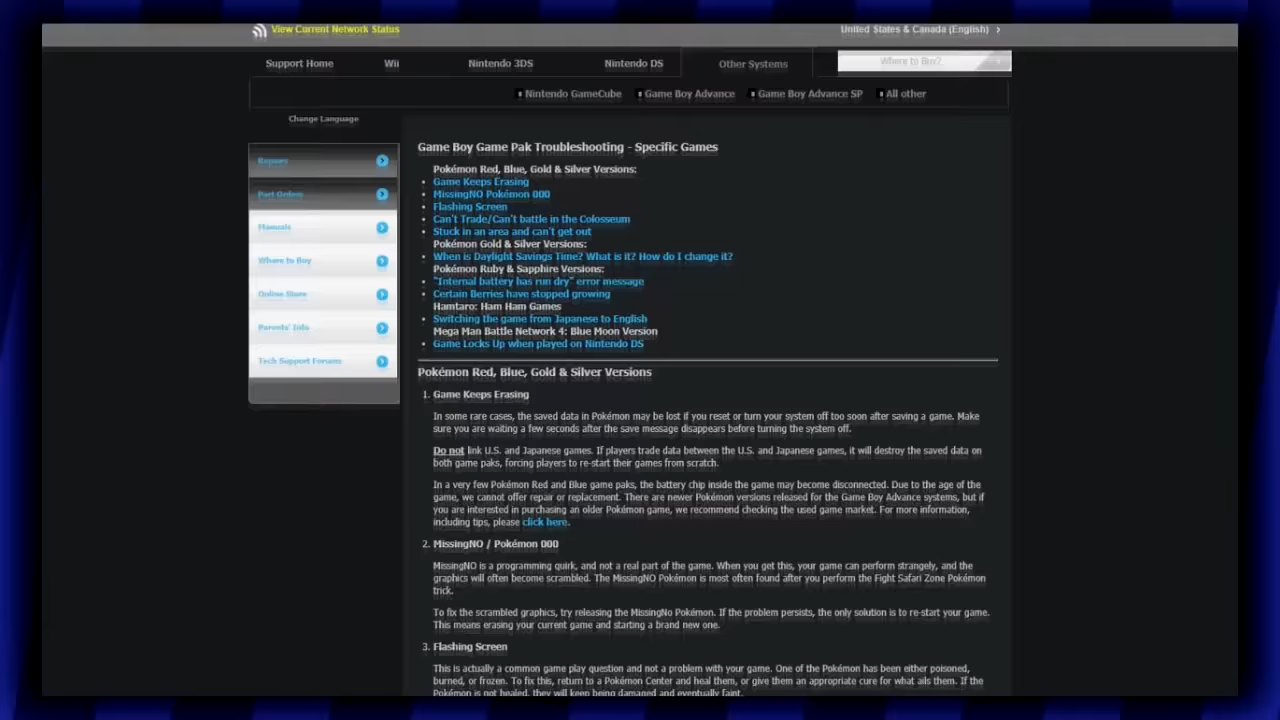 View Current Network Status
United States & Canada (English) ›
Support Home Wii Nintendo 3DS Nintendo DS Other Systems Where to Buy?
Nintendo GameCube Game Boy Advance Game Boy Advance SP All other
Change Language
Repairs
Part Orders
Manuals
Where to Buy
Online Store
Parents' Info
Tech Support Forums
Game Boy Game Pak Troubleshooting - Specific Games
Pokémon Red, Blue, Gold & Silver Versions:
• Game Keeps Erasing
• MissingNO Pokémon 000
• Flashing Screen
• Can't Trade/Can't battle in the Colosseum
• Stuck in an area and can't get out
Pokémon Gold & Silver Versions:
• When is Daylight Savings Time? What is it? How do I change it?
Pokémon Ruby & Sapphire Versions:
• "Internal battery has run dry" error message
• Certain Berries have stopped growing
Hamtaro: Ham Ham Games
• Switching the game from Japanese to English
Mega Man Battle Network 4: Blue Moon Version
• Game Locks Up when played on Nintendo DS
Pokémon Red, Blue, Gold & Silver Versions
1. Game Keeps Erasing
In some rare cases, the saved data in Pokémon may be lost if you reset or turn your system off too soon after saving a game. Make
sure you are waiting a few seconds after the save message disappears before turning the system off.
Do not link U.S. and Japanese games. If players trade data between the U.S. and Japanese games, it will destroy the saved data on
both game paks, forcing players to re-start their games from scratch.
In a very few Pokémon Red and Blue game paks, the battery chip inside the game may become disconnected. Due to the age of the
game, we cannot offer repair or replacement. There are newer Pokémon versions released for the Game Boy Advance systems, but if
you are interested in purchasing an older Pokémon game, we recommend checking the used game market. For more information,
including tips, please click here.
2. MissingNO / Pokémon 000
MissingNO is a programming quirk, and not a real part of the game. When you get this, your game can perform strangely, and the
graphics will often become scrambled. The MissingNO Pokémon is most often found after you perform the Fight Safari Zone Pokémon
trick.
To fix the scrambled graphics, try releasing the MissingNo Pokémon. If the problem persists, the only solution is to re-start your game.
This means erasing your current game and starting a brand new one.
3. Flashing Screen
This is actually a common game play question and not a problem with your game. One of the Pokémon has been either poisoned,
burned, or frozen. To fix this, return to a Pokémon Center and heal them, or give them an appropriate cure for what ails them. If the
Pokémon is not healed, they will keep being damaged and eventually faint.